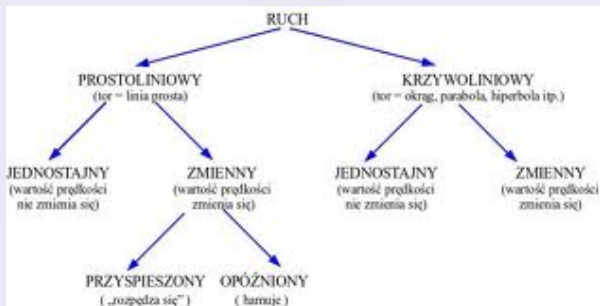 RUCH
PROSTOLINIOWY
(tor = linia prosta)
KRZYWOLINIOWY
(tor = okrąg, parabola, hiperbola itp.)
JEDNOSTAJNY
(wartość prędkości
nie zmienia się)
ZMIENNY
(wartość prędkości
zmienia się)
JEDNOSTAJNY
(wartość prędkości
nie zmienia się)
ZMIENNY
(wartość prędkości
zmienia się)
PRZYSPIESZONY
( „rozpędza się”)
OPÓŹNIONY
( hamuje )